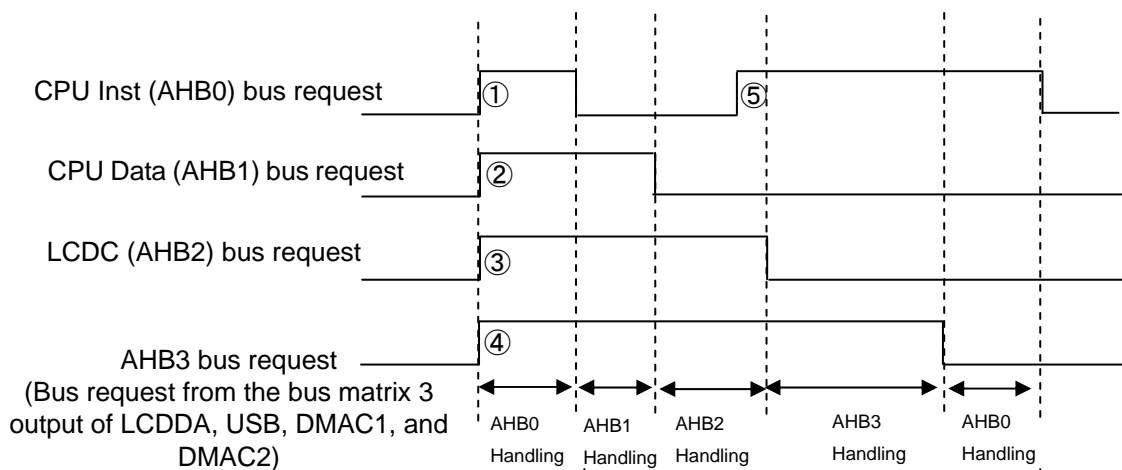 CPU Inst (AHB0) bus request
①
⑤
CPU Data (AHB1) bus request
②
LCDC (AHB2) bus request
③
④
AHB3 bus request
(Bus request from the bus matrix 3
output of LCDDA, USB, DMAC1, and
DMAC2)
AHB0
Handling
AHB1
Handling
AHB2
Handling
AHB3
Handling
AHB0
Handling